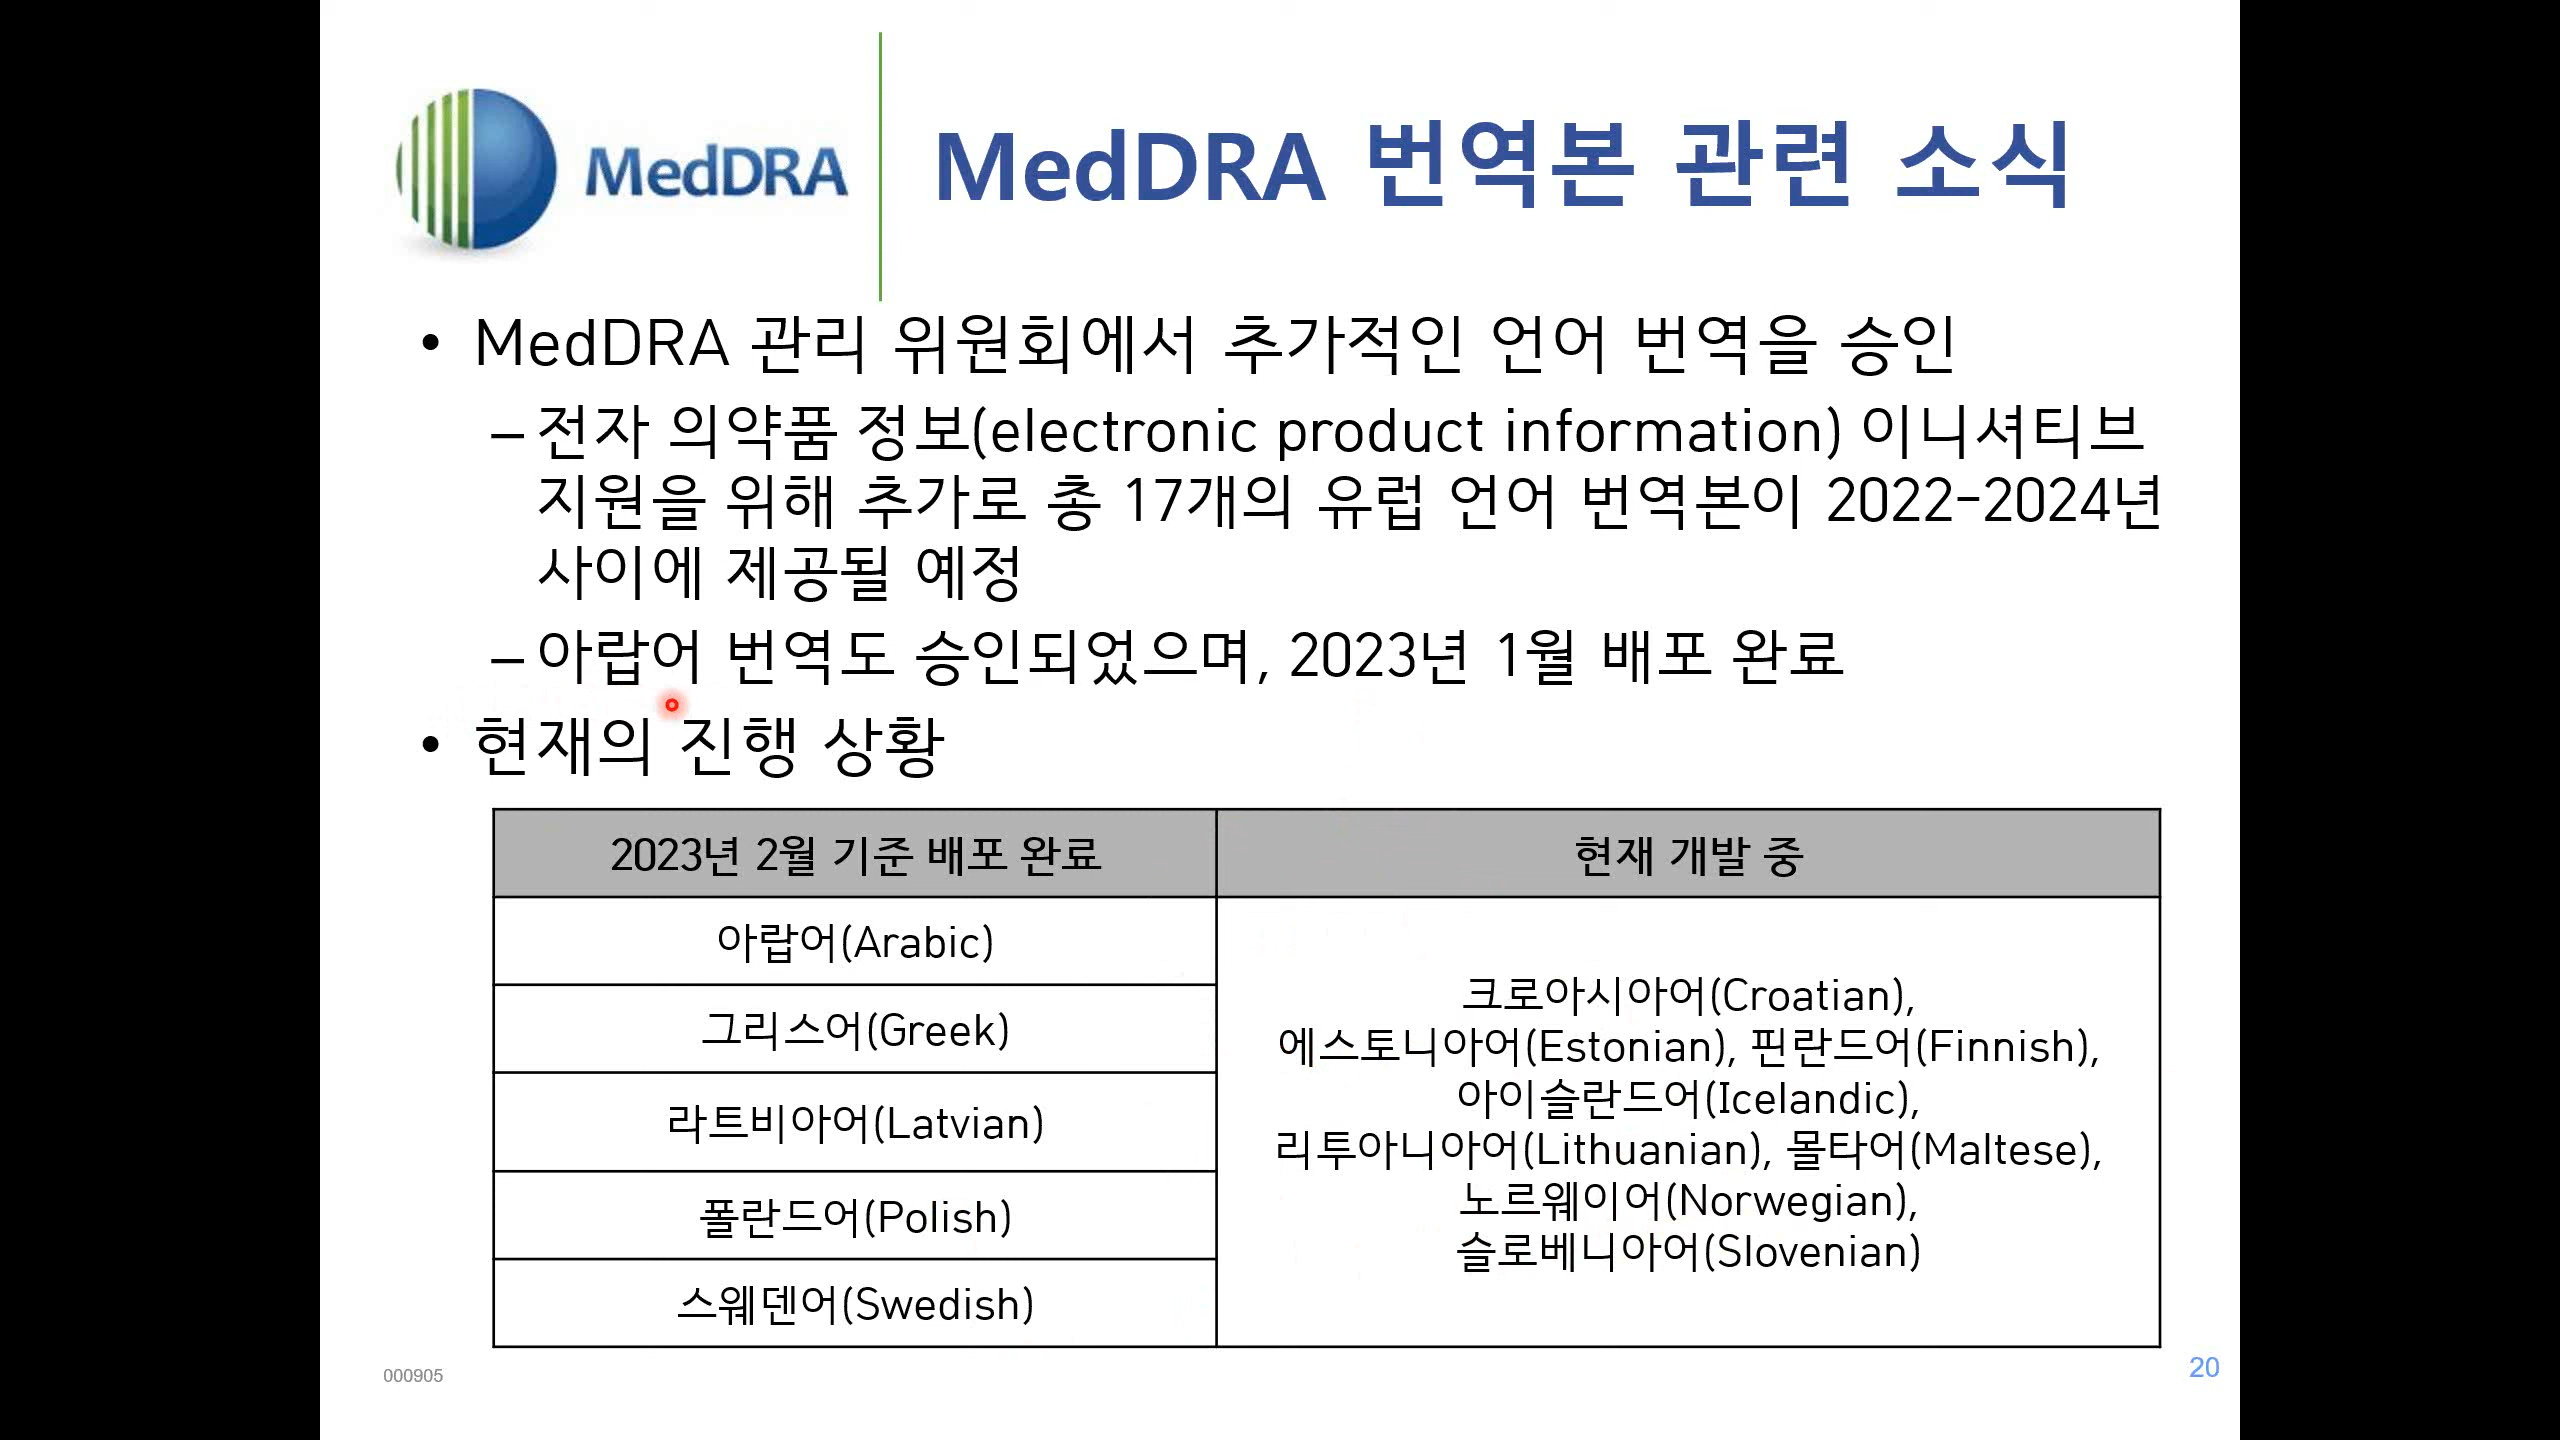 MedDRA
MedDRA 번역본 관련 소식
• MedDRA 관리 위원회에서 추가적인 언어 번역을 승인
– 전자 의약품 정보(electronic product information) 이니셔티브
지원을 위해 추가로 총 17개의 유럽 언어 번역본이 2022-2024년
사이에 제공될 예정
– 아랍어 번역도 승인되었으며, 2023년 1월 배포 완료
• 현재의 진행 상황
2023년 2월 기준 배포 완료
아랍어(Arabic)
그리스어(Greek)
라트비아어(Latvian)
폴란드어(Polish)
스웨덴어(Swedish)
현재 개발 중
크로아시아어(Croatian),
에스토니아어(Estonian), 핀란드어(Finnish),
아이슬란드어(Icelandic),
리투아니아어(Lithuanian), 몰타어(Maltese),
노르웨이어(Norwegian),
슬로베니아어(Slovenian)
000905
20